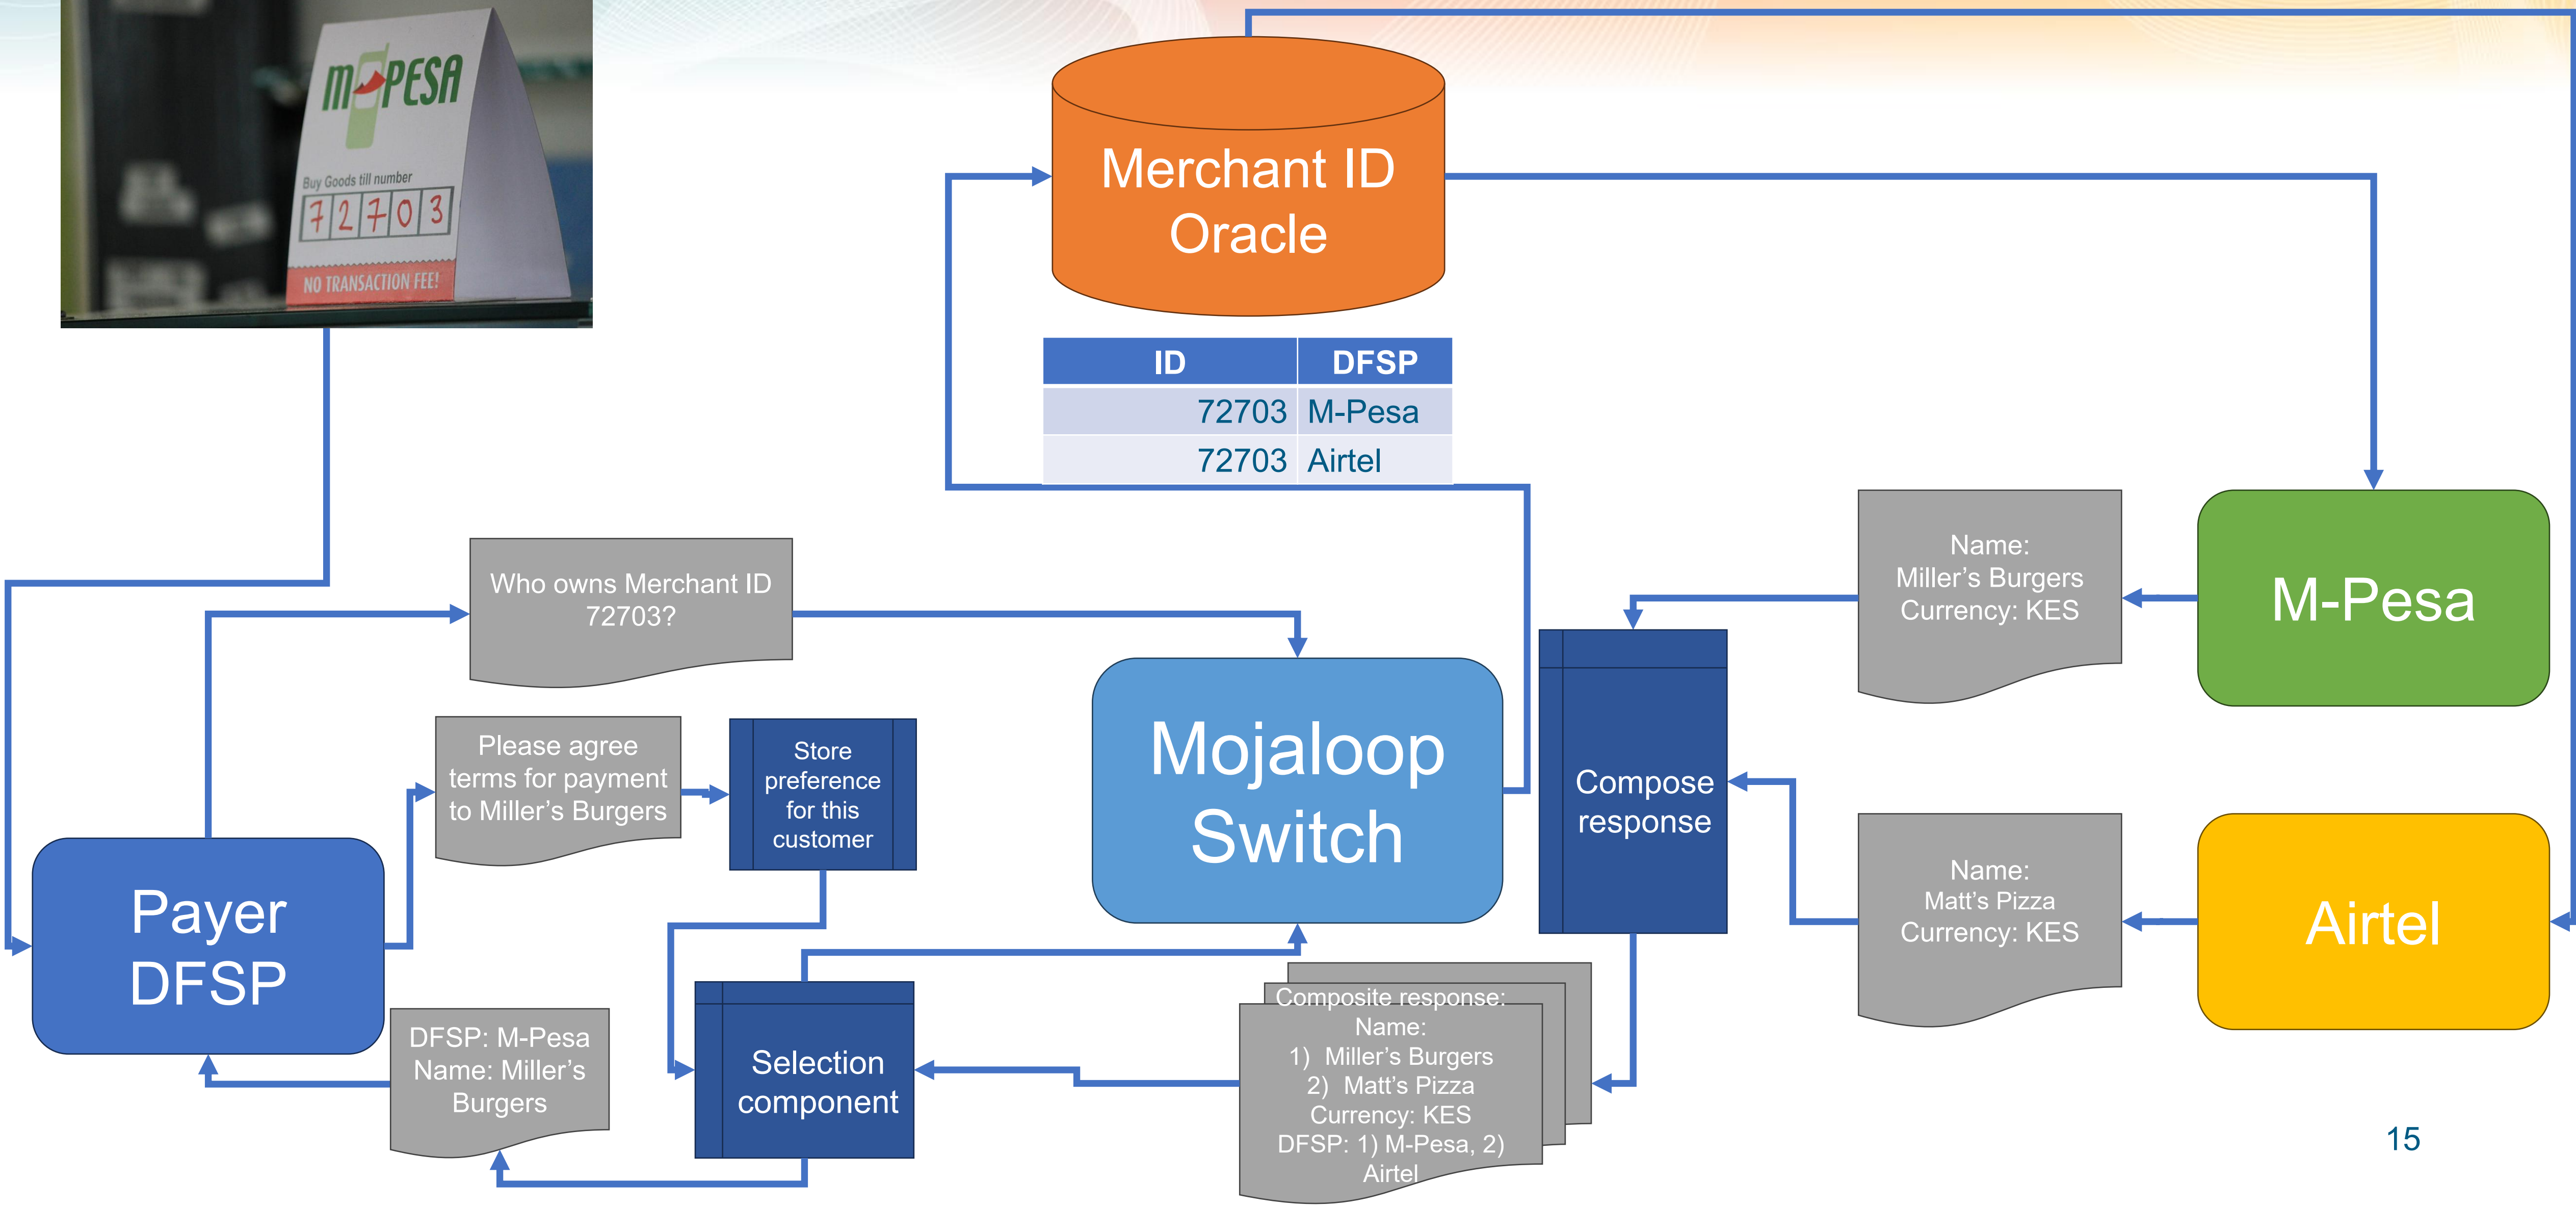 M-PESA
Buy Goods till number
72703
NO TRANSACTION FEE!
Merchant ID
Oracle
ID DFSP
72703 M-Pesa
72703 Airtel
Who owns Merchant ID
72703?
Name:
Miller’s Burgers
Currency: KES
M-Pesa
Please agree
terms for payment
to Miller’s Burgers
Store
preference
for this
customer
Mojaloop
Switch
Compose
response
Payer
DFSP
Name:
Matt’s Pizza
Currency: KES
Airtel
DFSP: M-Pesa
Name: Miller’s
Burgers
Selection
component
Composite response:
Name:
1) Miller’s Burgers
2) Matt’s Pizza
Currency: KES
DFSP: 1) M-Pesa, 2)
Airtel
15